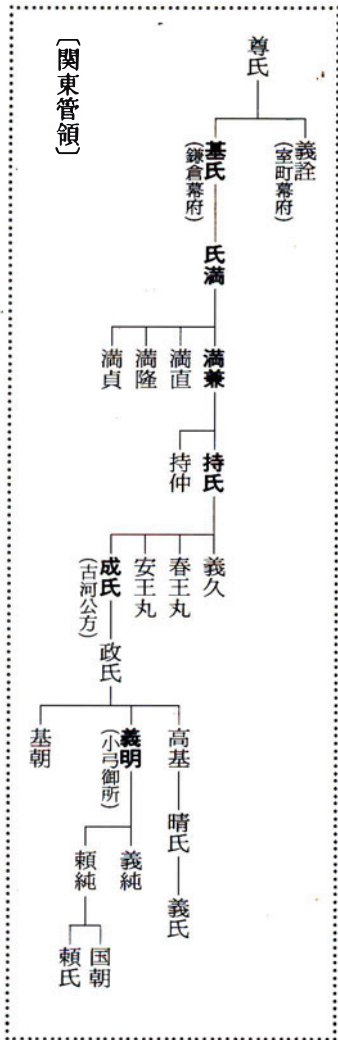 〔関東管領〕
尊氏
義詮
(室町幕府)
基氏
(鎌倉幕府)
氏満
満兼
満直
満隆
満貞
持氏
持仲
義久
春王丸
安王丸
成氏
(古河公方)
政氏
高基
晴氏
義氏
義明
(小弓御所)
基朝
義純
頼純
国朝
頼氏